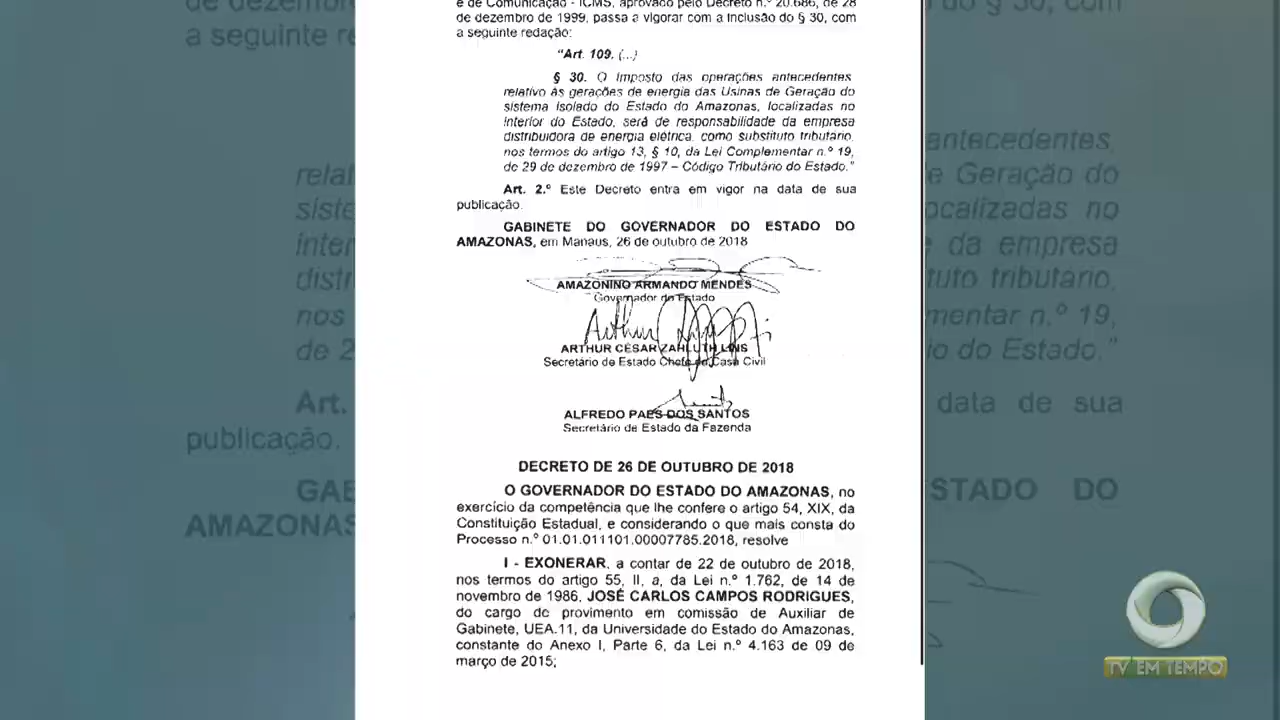 e de Comunicação - ICMS, aprovado pelo Decreto n.º 20.686, de 28
de dezembro de 1999, passa a vigorar com a inclusão do § 30, com
a seguinte redação:
"Art. 109. (...)
§ 30. O Imposto das operações antecedentes
relativo às gerações de energia das Usinas de Geração do
sistema Isolado do Estado do Amazonas, localizadas no
interior do Estado, será de responsabilidade da empresa
distribuidora de energia elétrica, como substituto tributário,
nos termos do artigo 13, § 10, da Lei Complementar n.º 19,
de 29 de dezembro de 1997 – Código Tributário do Estado."
Art. 2.º Este Decreto entra em vigor na data de sua
publicação.
GABINETE DO GOVERNADOR DO ESTADO DO
AMAZONAS, em Manaus, 26 de outubro de 2018
AMAZONINO ARMANDO MENDES
Governador do Estado
Arthur
ARTHUR CÉSAR ZAHLUTH LINS
Secretário de Estado Chefe da Casa Civil
ALFREDO PAES DOS SANTOS
Secretário de Estado da Fazenda
DECRETO DE 26 DE OUTUBRO DE 2018
O GOVERNADOR DO ESTADO DO AMAZONAS, no
exercício da competência que lhe confere o artigo 54, XIX, da
Constituição Estadual, e considerando o que mais consta do
Processo n.º 01.01.011101.00007785.2018, resolve
I - EXONERAR, a contar de 22 de outubro de 2018,
nos termos do artigo 55, II, a, da Lei n.º 1.762, de 14 de
novembro de 1986, JOSÉ CARLOS CAMPOS RODRIGUES,
do cargo de provimento em comissão de Auxiliar de
Gabinete, UEA.11, da Universidade do Estado do Amazonas,
constante do Anexo I, Parte 6, da Lei n.º 4.163 de 09 de
março de 2015;
TV EM TEMPO